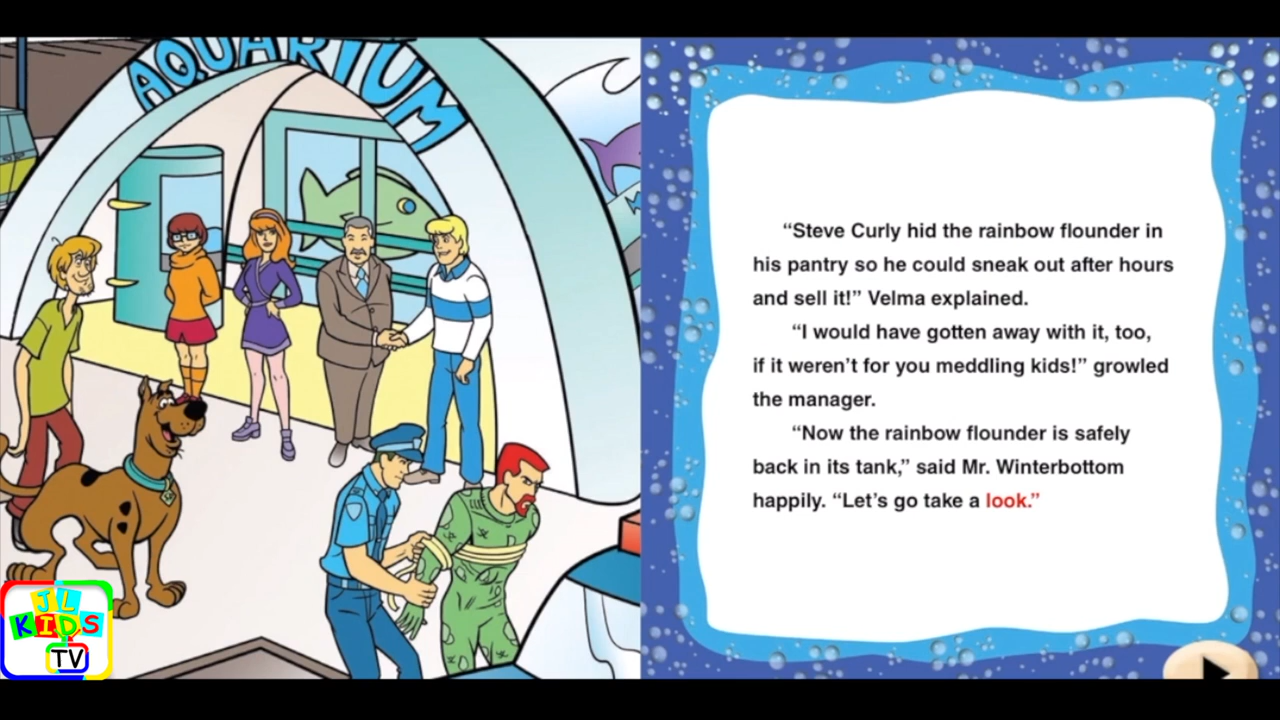 AQUARIUM
“Steve Curly hid the rainbow flounder in
his pantry so he could sneak out after hours
and sell it!” Velma explained.
“I would have gotten away with it, too,
if it weren’t for you meddling kids!” growled
the manager.
“Now the rainbow flounder is safely
back in its tank,” said Mr. Winterbottom
happily. “Let’s go take a look.”
JL
KIDS
TV